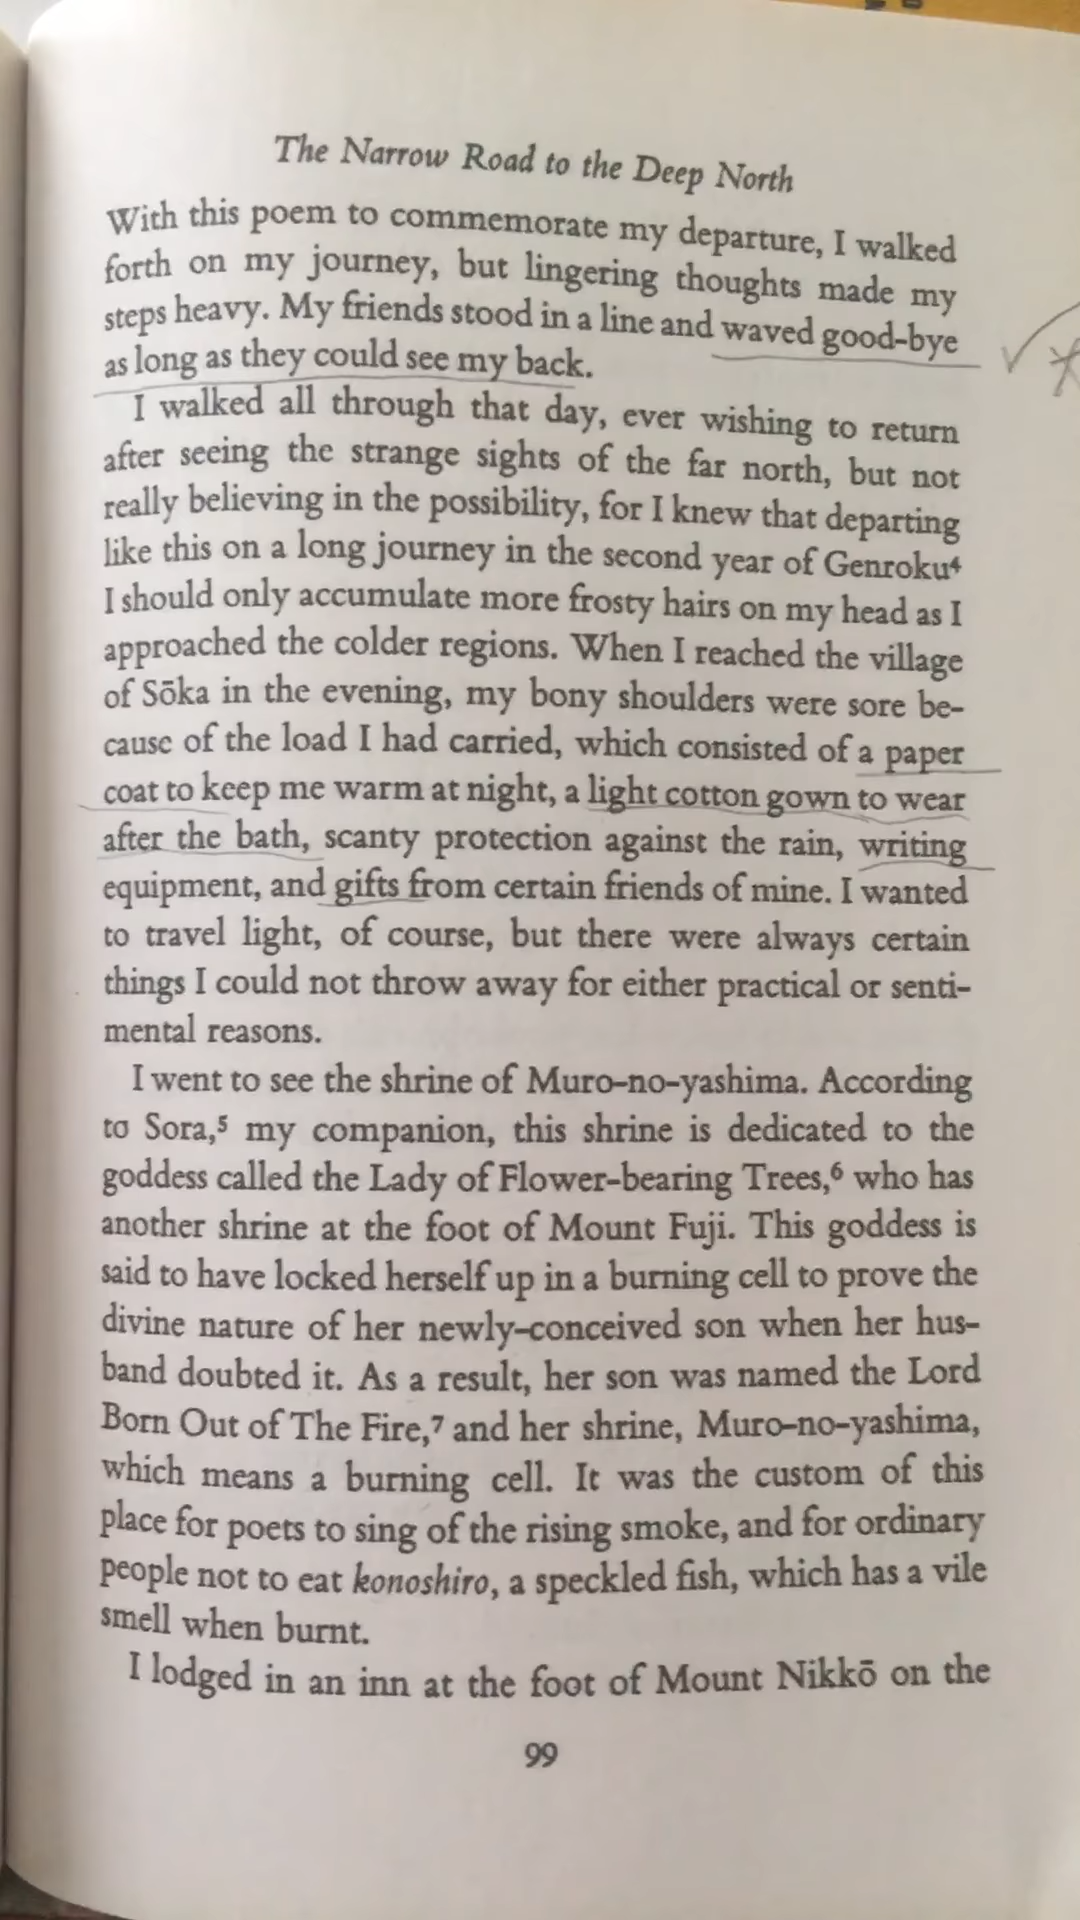 The Narrow Road to the Deep North
With this poem to commemorate my departure, I walked
forth on my journey, but lingering thoughts made my
steps heavy. My friends stood in a line and waved good-bye
as long as they could see my back.
I walked all through that day, ever wishing to return
after seeing the strange sights of the far north, but not
really believing in the possibility, for I knew that departing
like this on a long journey in the second year of Genroku⁴
I should only accumulate more frosty hairs on my head as I
approached the colder regions. When I reached the village
of Sōka in the evening, my bony shoulders were sore be-
cause of the load I had carried, which consisted of a paper
coat to keep me warm at night, a light cotton gown to wear
after the bath, scanty protection against the rain, writing
equipment, and gifts from certain friends of mine. I wanted
to travel light, of course, but there were always certain
things I could not throw away for either practical or senti-
mental reasons.
I went to see the shrine of Muro-no-yashima. According
to Sora,⁵ my companion, this shrine is dedicated to the
goddess called the Lady of Flower-bearing Trees,⁶ who has
another shrine at the foot of Mount Fuji. This goddess is
said to have locked herself up in a burning cell to prove the
divine nature of her newly-conceived son when her hus-
band doubted it. As a result, her son was named the Lord
Born Out of The Fire,⁷ and her shrine, Muro-no-yashima,
which means a burning cell. It was the custom of this
place for poets to sing of the rising smoke, and for ordinary
people not to eat konoshiro, a speckled fish, which has a vile
smell when burnt.
I lodged in an inn at the foot of Mount Nikkō on the
99